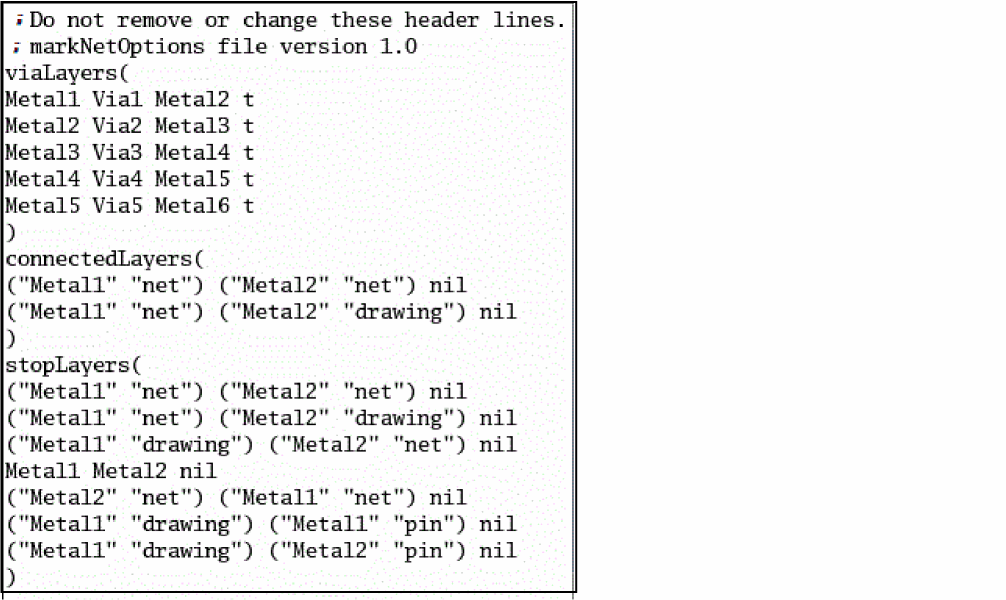 ;Do not remove or change these header lines.
; markNetOptions file version 1.0
viaLayers(
Metal1 Via1 Metal2 t
Metal2 Via2 Metal3 t
Metal3 Via3 Metal4 t
Metal4 Via4 Metal5 t
Metal5 Via5 Metal6 t
)
connectedLayers(
("Metal1" "net") ("Metal2" "net") nil
("Metal1" "net") ("Metal2" "drawing") nil
)
stopLayers(
("Metal1" "net") ("Metal2" "net") nil
("Metal1" "net") ("Metal2" "drawing") nil
("Metal1" "drawing") ("Metal2" "net") nil
Metal1 Metal2 nil
("Metal2" "net") ("Metal1" "net") nil
("Metal1" "drawing") ("Metal1" "pin") nil
("Metal1" "drawing") ("Metal2" "pin") nil
)